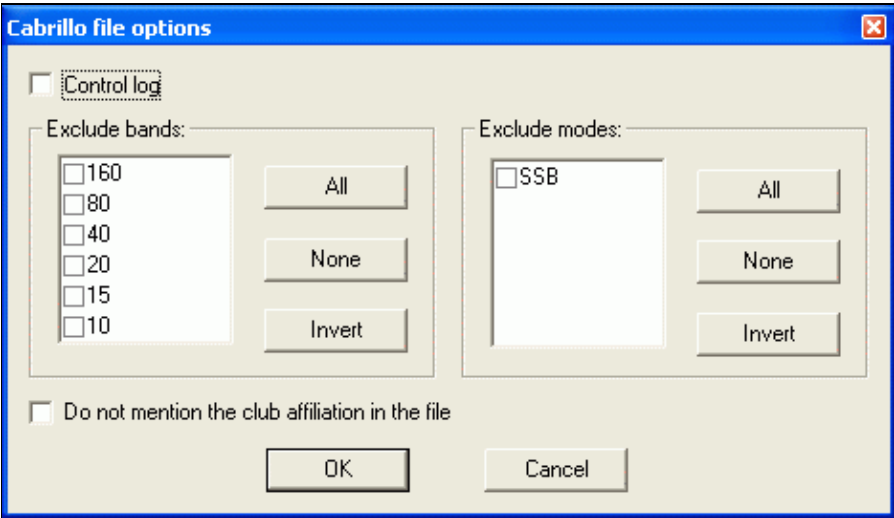 Cabrillo file options
Control log
Exclude bands:
160
80
40
20
15
10
All
None
Invert
Exclude modes:
SSB
All
None
Invert
Do not mention the club affiliation in the file
OK
Cancel